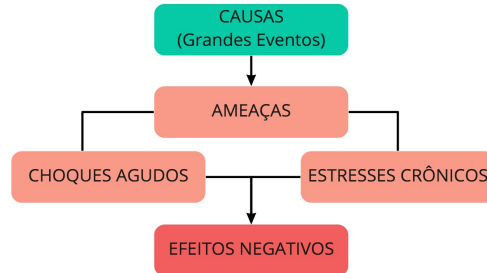 CAUSAS
(Grandes Eventos)
AMEAÇAS
CHOQUES AGUDOS
ESTRESSES CRÔNICOS
EFEITOS NEGATIVOS